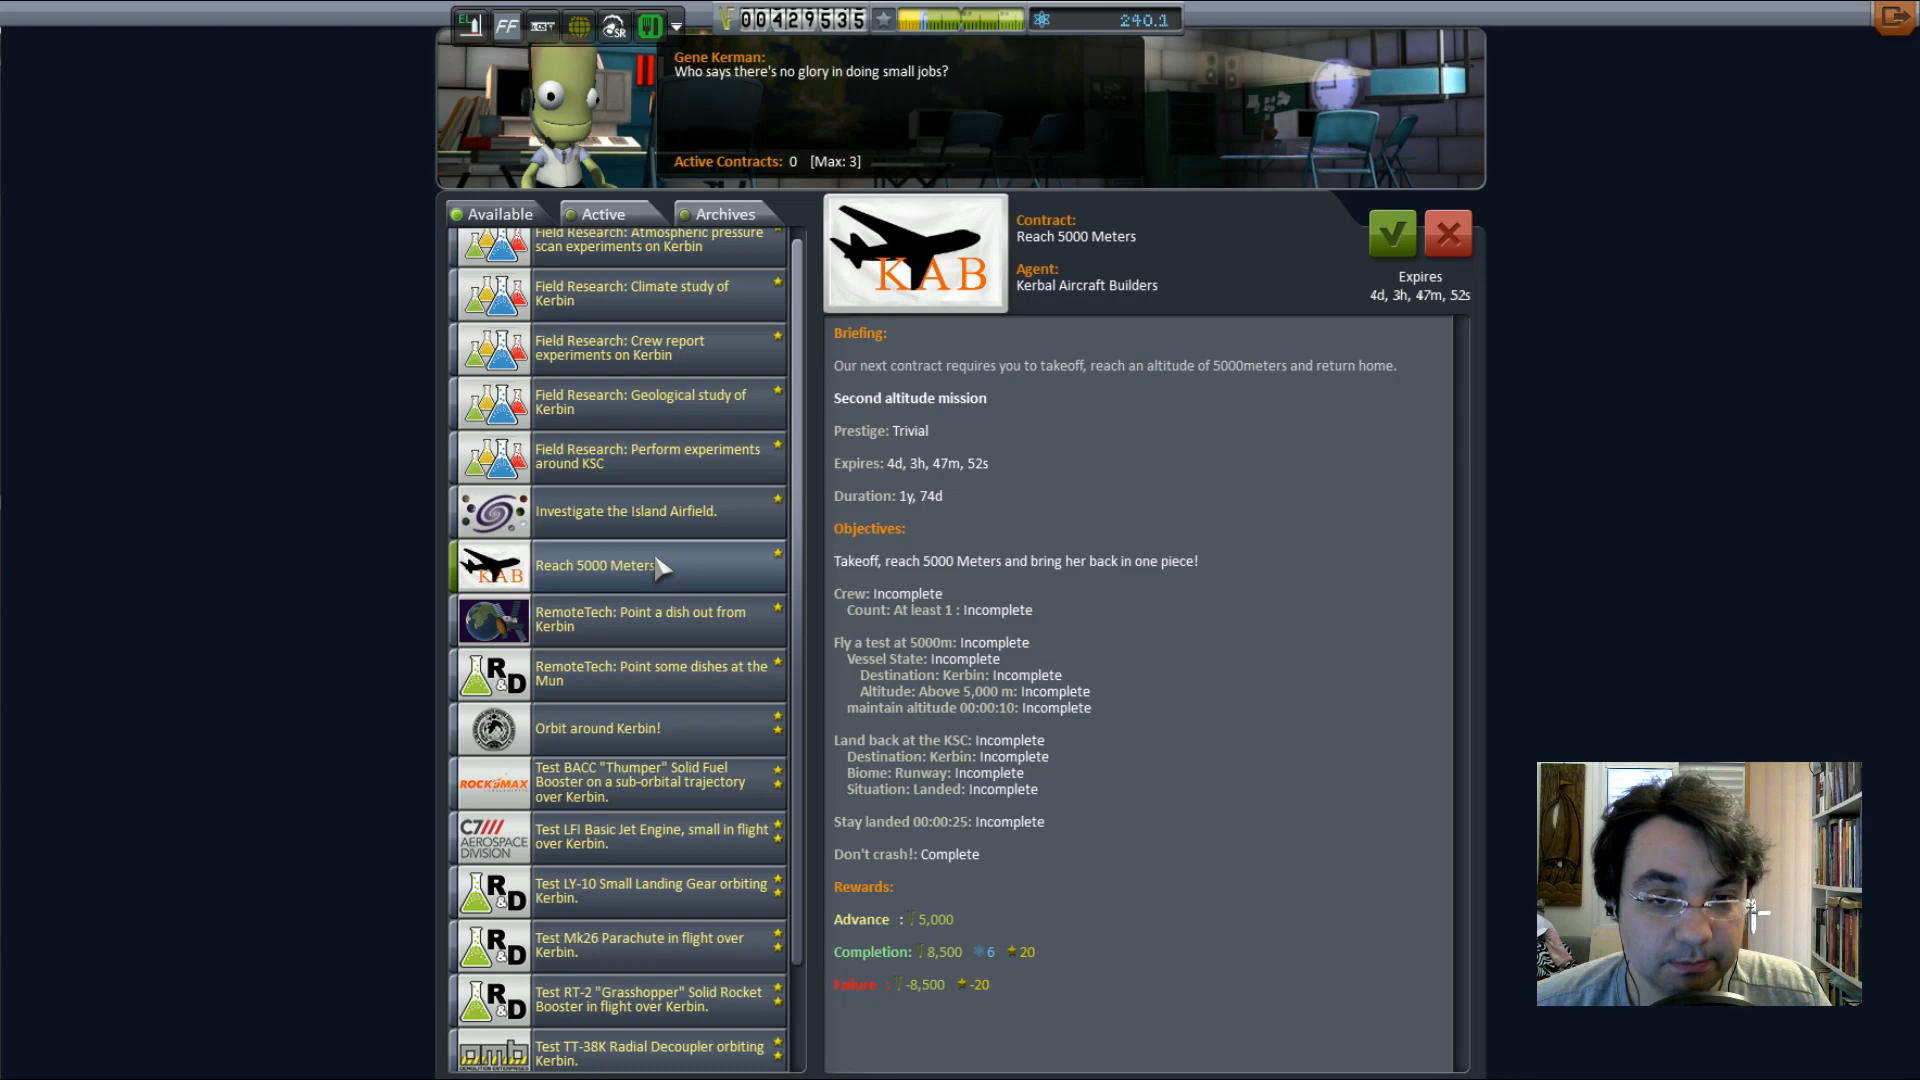 EL
FF
COST
SR
00429535
240.1
Gene Kerman:
Who says there's no glory in doing small jobs?
Active Contracts: 0 [Max: 3]
Available
Active
Archives
Field Research: Atmospheric pressure
scan experiments on Kerbin
Field Research: Climate study of
Kerbin
Field Research: Crew report
experiments on Kerbin
Field Research: Geological study of
Kerbin
Field Research: Perform experiments
around KSC
Investigate the Island Airfield.
KAB
Reach 5000 Meters
RemoteTech: Point a dish out from
Kerbin
R&D
RemoteTech: Point some dishes at the
Mun
Orbit around Kerbin!
ROCKOMAX
Test BACC "Thumper" Solid Fuel
Booster on a sub-orbital trajectory
over Kerbin.
C7///
AEROSPACE
DIVISION
Test LFI Basic Jet Engine, small in flight
over Kerbin.
R&D
Test LY-10 Small Landing Gear orbiting
Kerbin.
R&D
Test Mk26 Parachute in flight over
Kerbin.
R&D
Test RT-2 "Grasshopper" Solid Rocket
Booster in flight over Kerbin.
Test TT-38K Radial Decoupler orbiting
Kerbin.
KAB
Contract:
Reach 5000 Meters
Agent:
Kerbal Aircraft Builders
Expires
4d, 3h, 47m, 52s
Briefing:
Our next contract requires you to takeoff, reach an altitude of 5000meters and return home.
Second altitude mission
Prestige: Trivial
Expires: 4d, 3h, 47m, 52s
Duration: 1y, 74d
Objectives:
Takeoff, reach 5000 Meters and bring her back in one piece!
Crew: Incomplete
Count: At least 1 : Incomplete
Fly a test at 5000m: Incomplete
Vessel State: Incomplete
Destination: Kerbin: Incomplete
Altitude: Above 5,000 m: Incomplete
maintain altitude 00:00:10: Incomplete
Land back at the KSC: Incomplete
Destination: Kerbin: Incomplete
Biome: Runway: Incomplete
Situation: Landed: Incomplete
Stay landed 00:00:25: Incomplete
Don't crash!: Complete
Rewards:
Advance : 5,000
Completion: 8,500 6 20
Failure : -8,500 -20